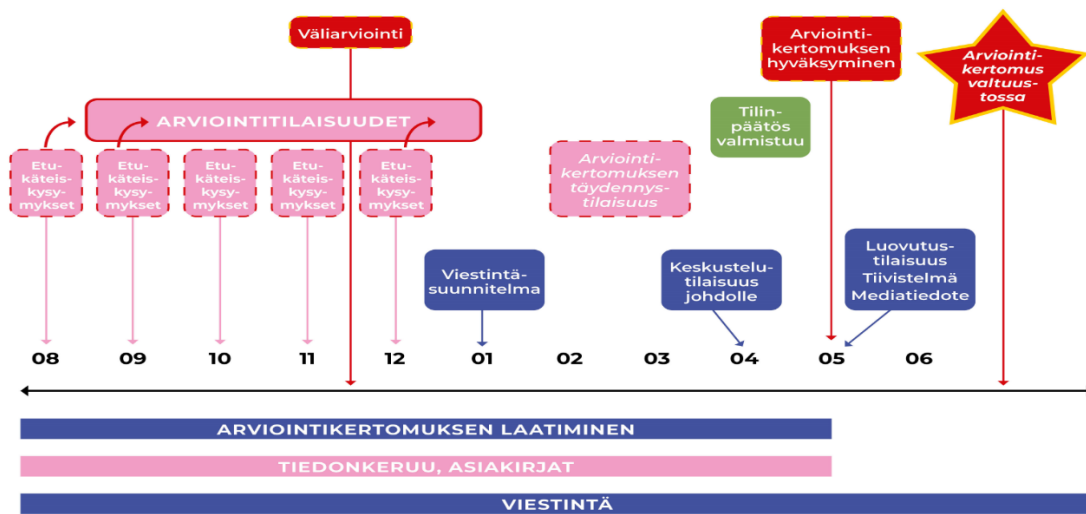 Väliarviointi
Arviointi-
kertomuksen
hyväksyminen
Arviointi-
kertomus
valtuus-
tossa
ARVIOINTITILAISUUDET
Tilin-
päätös
valmistuu
Etu-
käteis-
kysy-
mykset
Etu-
käteis-
kysy-
mykset
Etu-
käteis-
kysy-
mykset
Etu-
käteis-
kysy-
mykset
Etu-
käteis-
kysy-
mykset
Arviointi-
kertomuksen
täydennys-
tilaisuus
Viestintä-
suunnitelma
Keskustelu-
tilaisuus
johdolle
Luovutus-
tilaisuus
Tiivistelmä
Mediatiedote
08 09 10 11 12 01 02 03 04 05 06
ARVIOINTIKERTOMUKSEN LAATIMINEN
TIEDONKERUU, ASIAKIRJAT
VIESTINTÄ